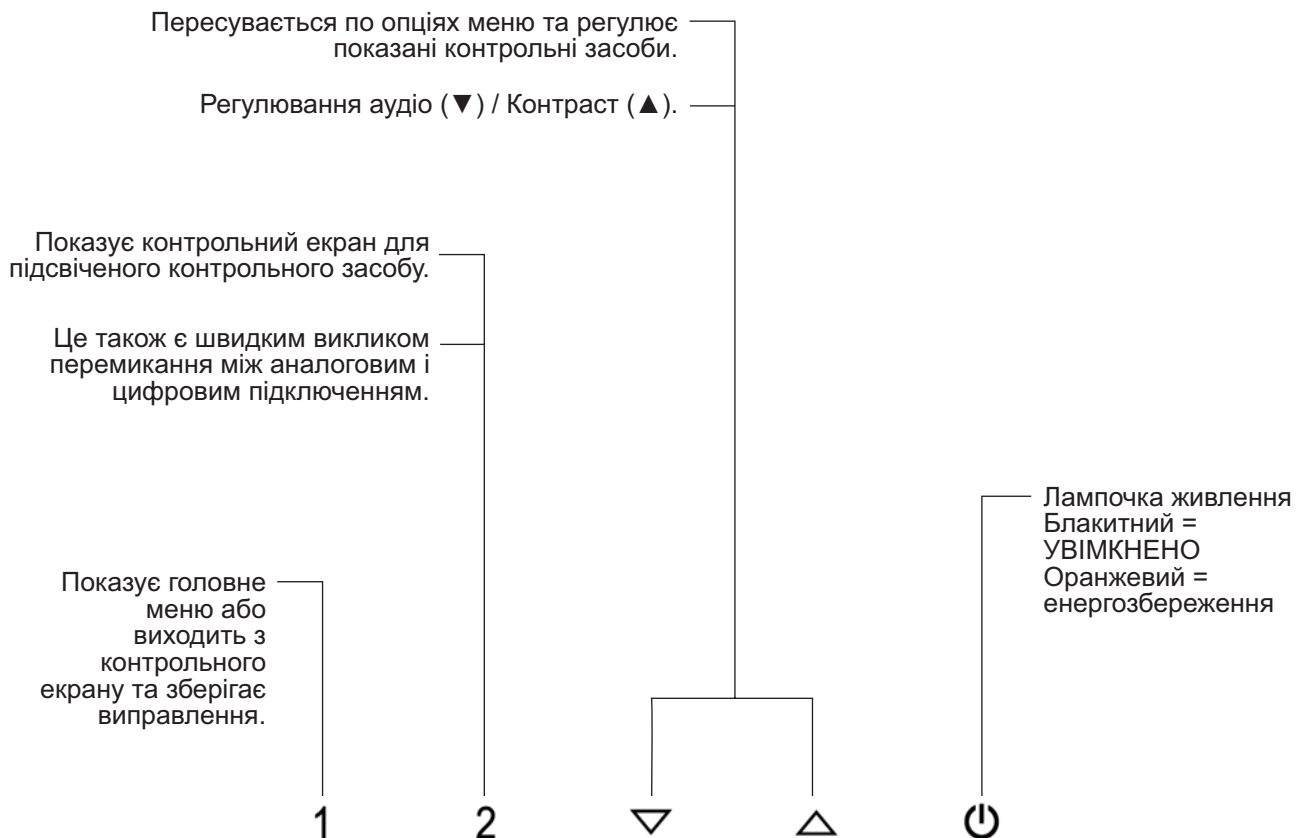 Пересувається по опціях меню та регулює
показані контрольні засоби.
Регулювання аудіо (▼) / Контраст (▲).
Показує контрольний екран для
підсвіченого контрольного засобу.
Це також є швидким викликом
перемикання між аналоговим і
цифровим підключенням.
Лампочка живлення
Блакитний =
УВІМКНЕНО
Оранжевий =
енергозбереження
Показує головне
меню або
виходить з
контрольного
екрану та зберігає
виправлення.
1 2 ▽ △ ⏻